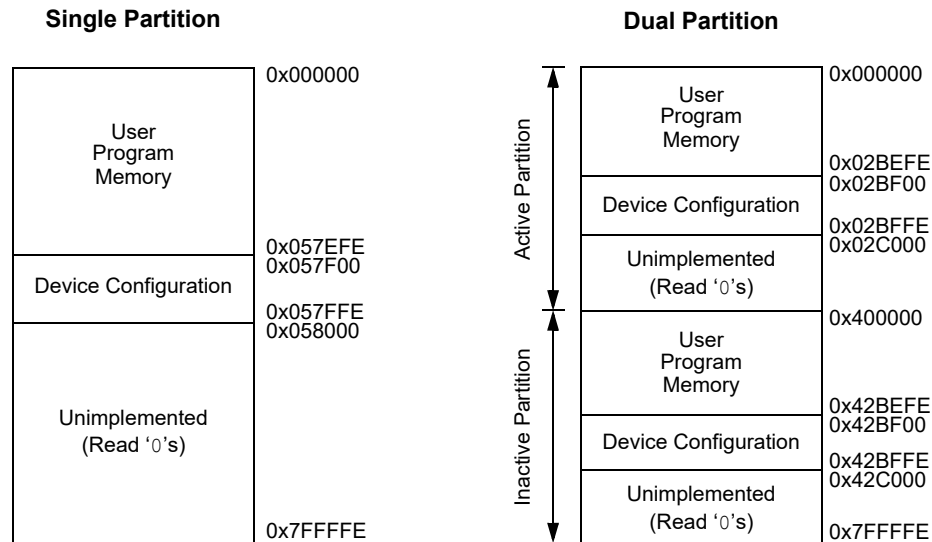 Single Partition
0x000000
User
Program
Memory
0x057EFE
0x057F00
Device Configuration
0x057FFE
0x058000
Unimplemented
(Read ‘0’s)
0x7FFFFE
Dual Partition
Active Partition
0x000000
User
Program
Memory
0x02BEFE
0x02BF00
Device Configuration
0x02BFFE
0x02C000
Unimplemented
(Read ‘0’s)
Inactive Partition
0x400000
User
Program
Memory
0x42BEFE
0x42BF00
Device Configuration
0x42BFFE
0x42C000
Unimplemented
(Read ‘0’s)
0x7FFFFE